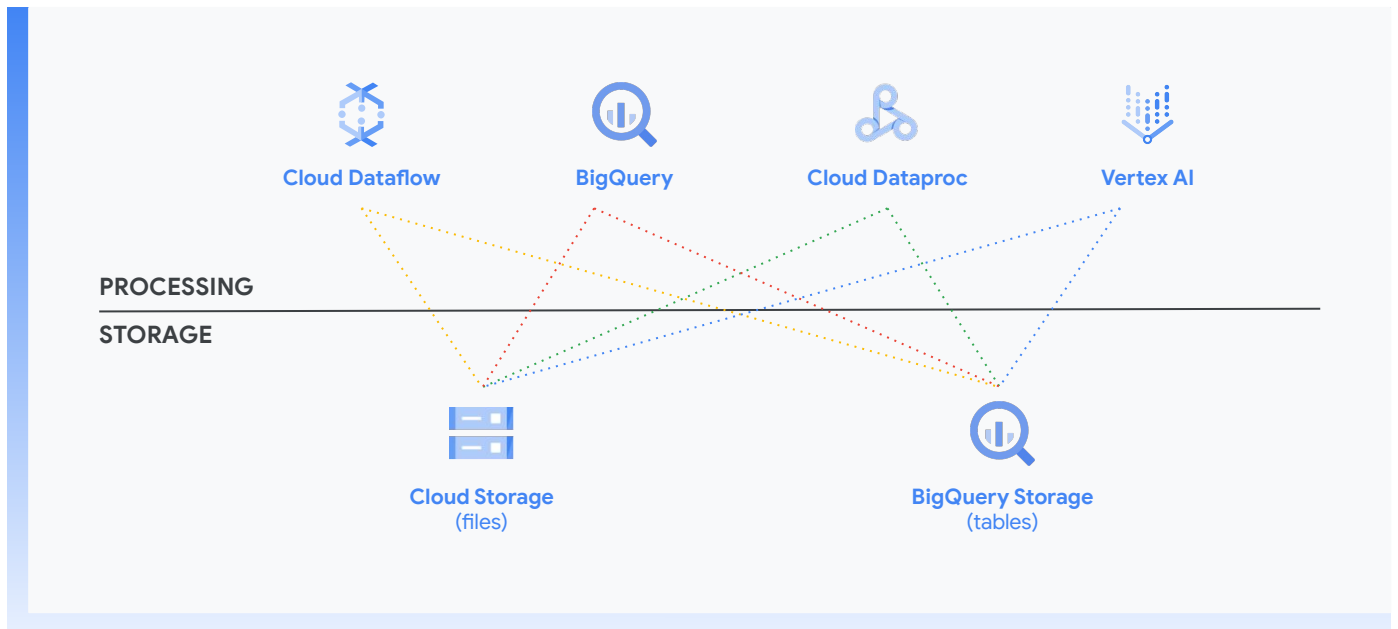 Cloud Dataflow
BigQuery
Cloud Dataproc
Vertex AI
PROCESSING
STORAGE
Cloud Storage
(files)
BigQuery Storage
(tables)